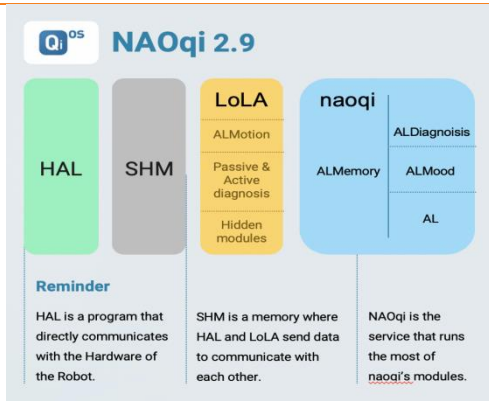 Qi OS NAOqi 2.9
HAL
SHM
LoLA
ALMotion
Passive &
Active
diagnosis
Hidden
modules
naoqi
ALMemory
ALDiagnoisis
ALMood
AL
Reminder
HAL is a program that
directly communicates
with the Hardware of
the Robot.
SHM is a memory where
HAL and LoLA send data
to communicate with
each other.
NAOqi is the
service that runs
the most of
naoqi's modules.